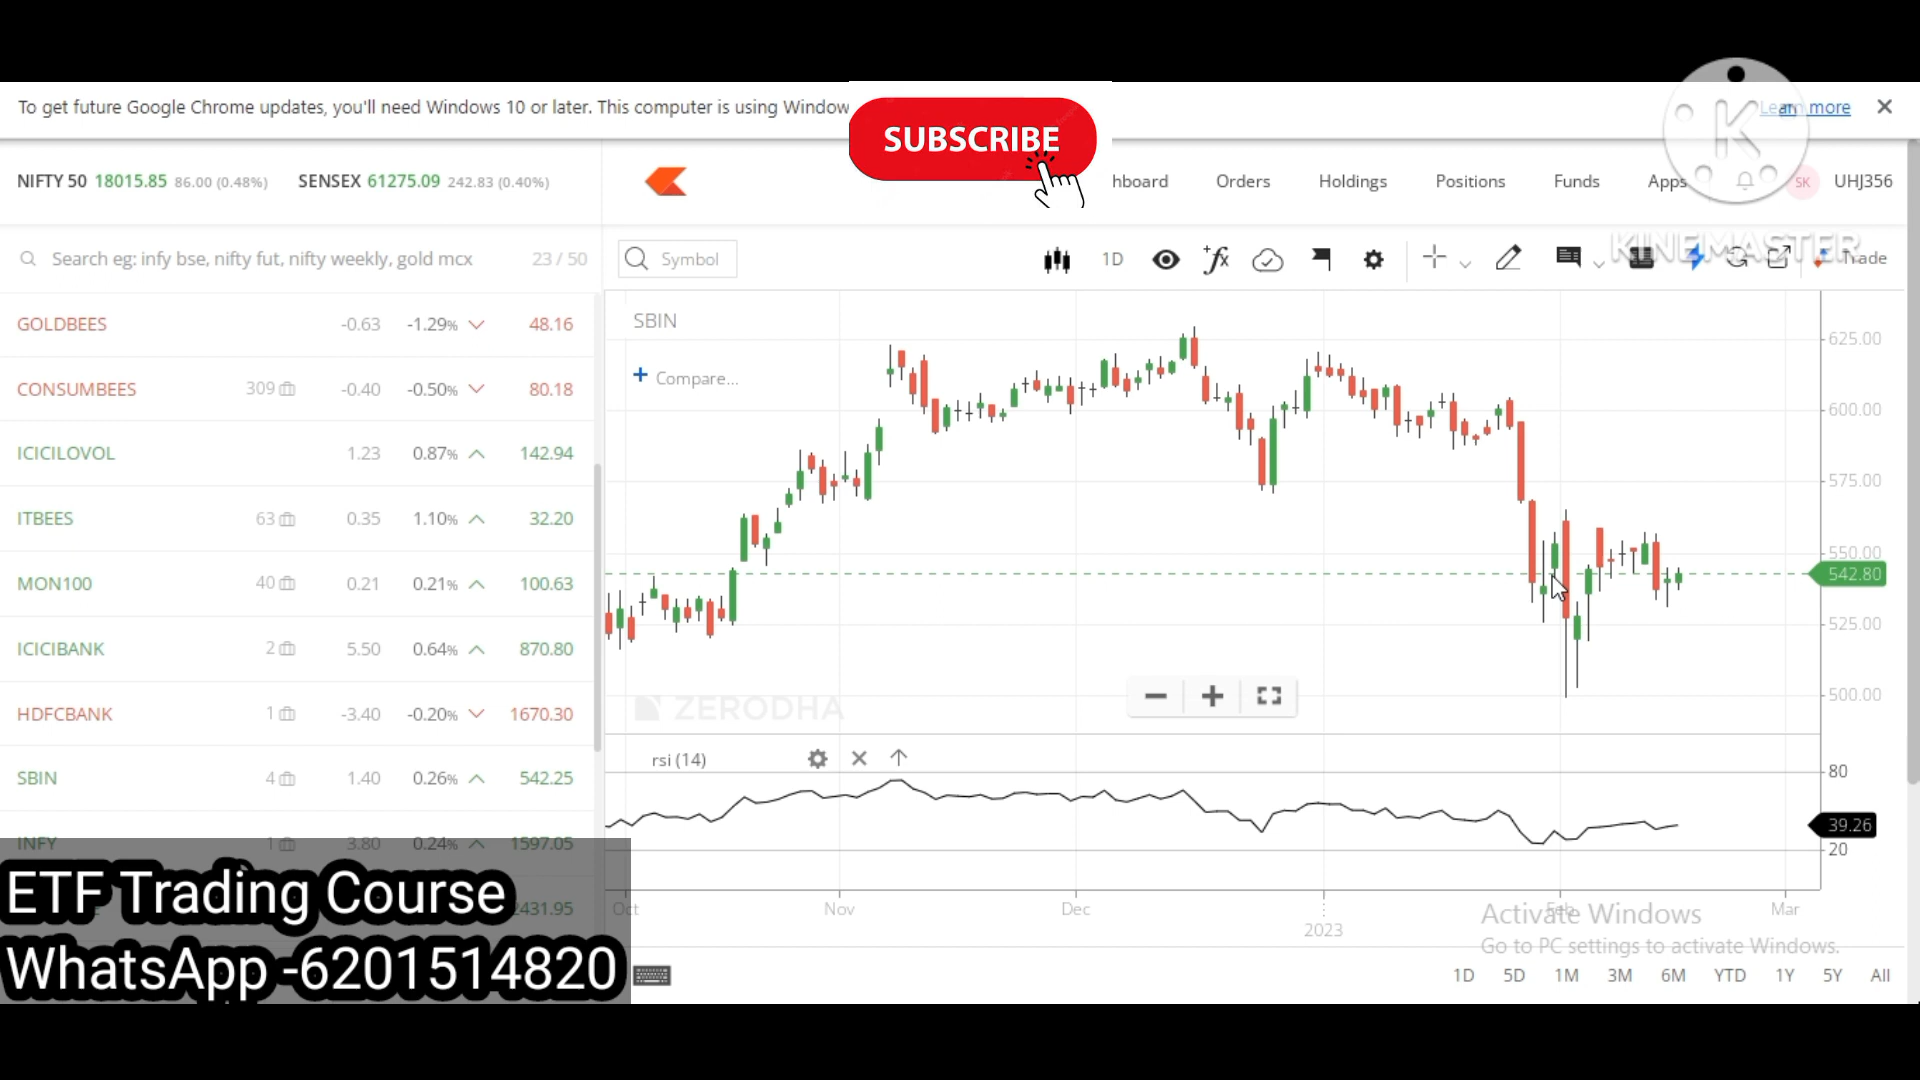 To get future Google Chrome updates, you'll need Windows 10 or later. This computer is using Window
SUBSCRIBE
Learn more
K
KINEMASTER
NIFTY 50 18015.85 86.00 (0.48%) SENSEX 61275.09 242.83 (0.40%)
hboard Orders Holdings Positions Funds Apps SK UHJ356
Search eg: infy bse, nifty fut, nifty weekly, gold mcx 23 / 50
Symbol 1D fx Trade
GOLDBEES -0.63 -1.29% 48.16
CONSUMBEES 309 -0.40 -0.50% 80.18
ICICILOVOL 1.23 0.87% 142.94
ITBEES 63 0.35 1.10% 32.20
MON100 40 0.21 0.21% 100.63
ICICIBANK 2 5.50 0.64% 870.80
HDFCBANK 1 -3.40 -0.20% 1670.30
SBIN 4 1.40 0.26% 542.25
INFY 1 3.80 0.24% 1597.05
2431.95
ETF Trading Course
WhatsApp -6201514820
SBIN
+ Compare...
625.00
600.00
575.00
550.00
542.80
525.00
500.00
ZERODHA
rsi (14)
80
39.26
20
Oct Nov Dec 2023 Feb Mar
Activate Windows
Go to PC settings to activate Windows.
1D 5D 1M 3M 6M YTD 1Y 5Y All